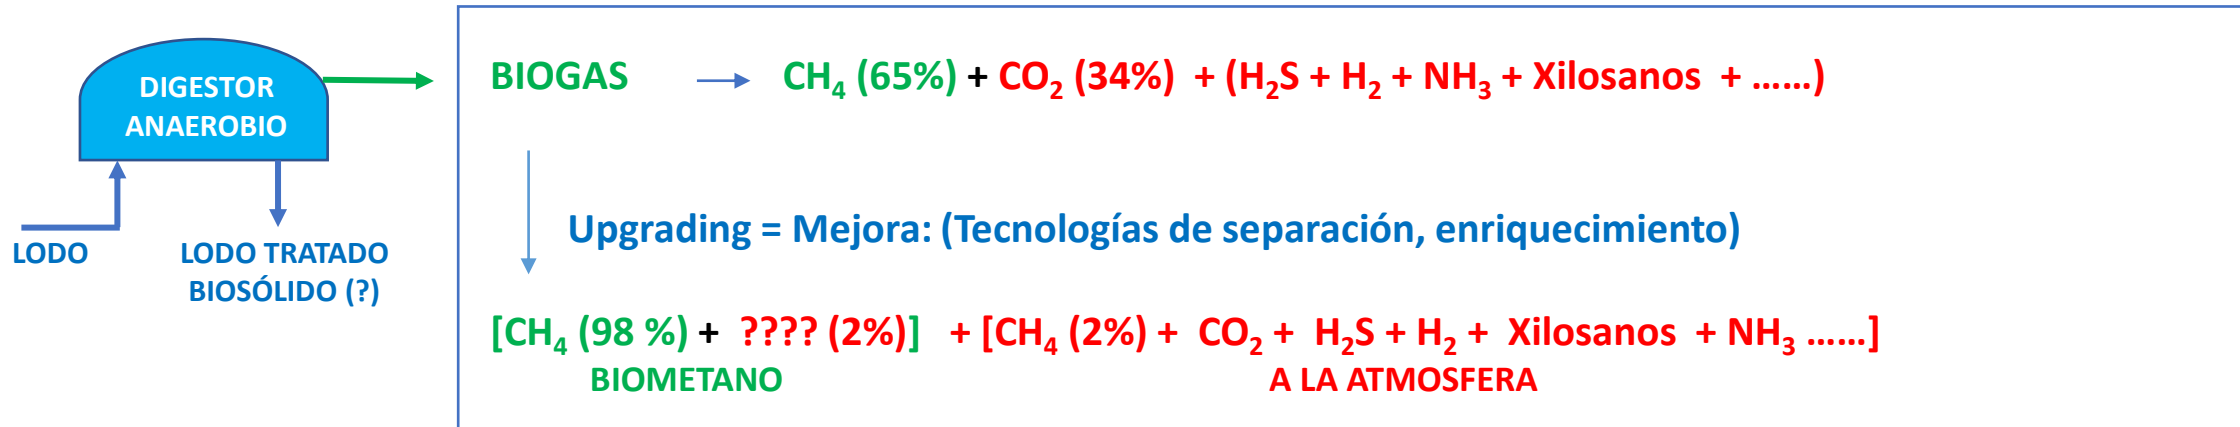 DIGESTOR
ANAEROBIO
LODO
LODO TRATADO
BIOSÓLIDO (?)
BIOGAS CH₄ (65%) + CO₂ (34%) + (H₂S + H₂ + NH₃ + Xilosanos + ......)
Upgrading = Mejora: (Tecnologías de separación, enriquecimiento)
[CH₄ (98 %) + ???? (2%)] + [CH₄ (2%) + CO₂ + H₂S + H₂ + Xilosanos + NH₃ ......]
BIOMETANO
A LA ATMOSFERA